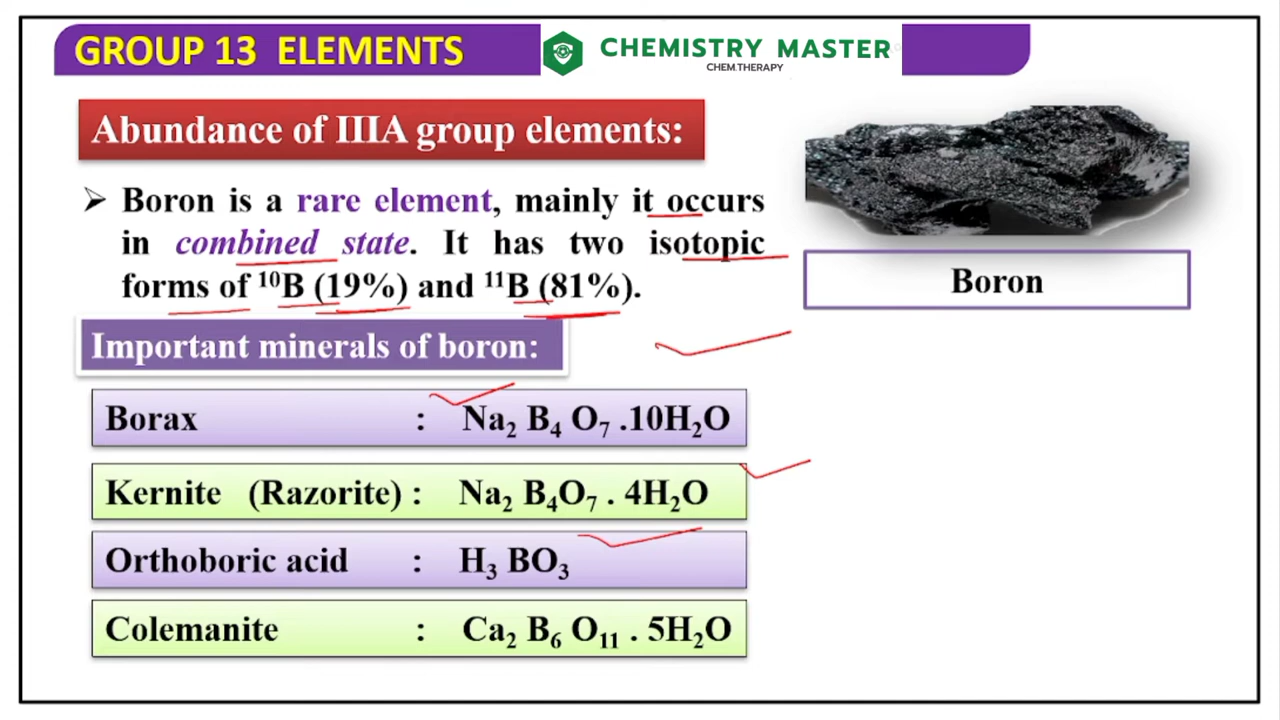 GROUP 13 ELEMENTS
CHEMISTRY MASTER
CHEM.THERAPY
Abundance of IIIA group elements:
➢ Boron is a rare element, mainly it occurs
in combined state. It has two isotopic
forms of ¹⁰B (19%) and ¹¹B (81%).
Boron
Important minerals of boron:
Borax : Na₂ B₄ O₇ .10H₂O
Kernite (Razorite) : Na₂ B₄O₇ . 4H₂O
Orthoboric acid : H₃ BO₃
Colemanite : Ca₂ B₆ O₁₁ . 5H₂O